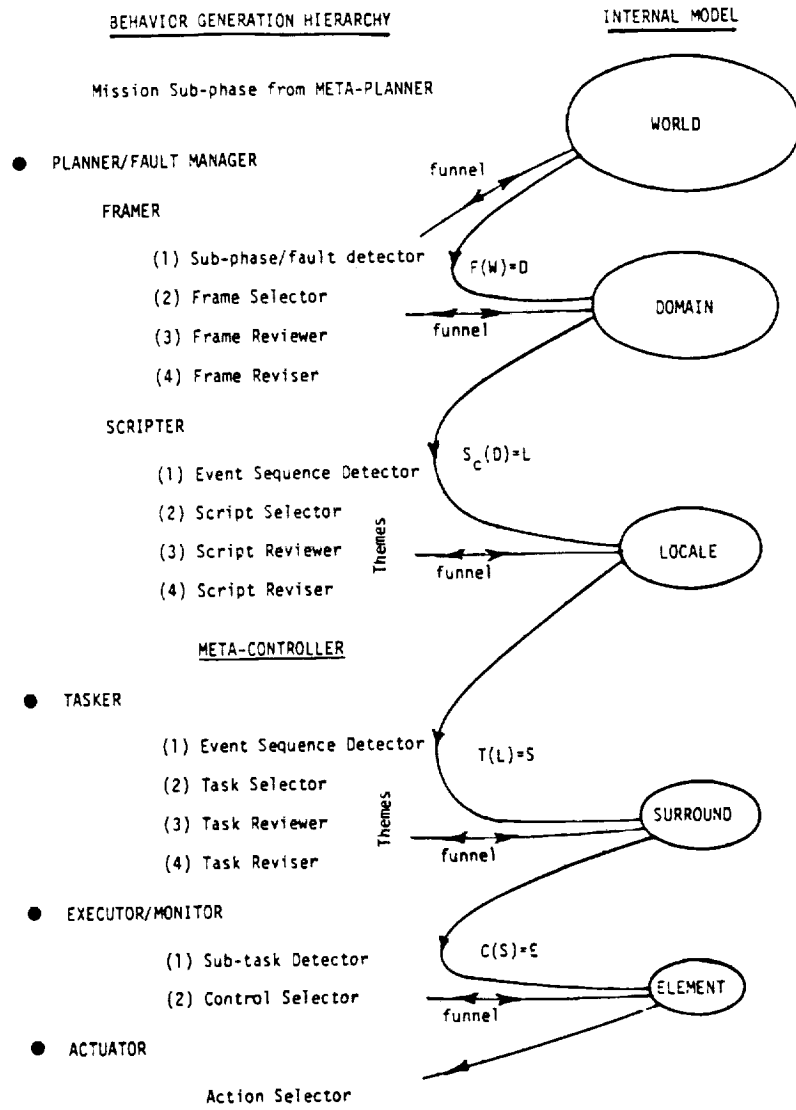 BEHAVIOR GENERATION HIERARCHY
INTERNAL MODEL
Mission Sub-phase from META-PLANNER
WORLD
● PLANNER/FAULT MANAGER
funnel
FRAMER
(1) Sub-phase/fault detector
F(W)=D
(2) Frame Selector
DOMAIN
funnel
(3) Frame Reviewer
(4) Frame Reviser
SCRIPTER
S_c(D)=L
(1) Event Sequence Detector
(2) Script Selector
Themes
(3) Script Reviewer
LOCALE
funnel
(4) Script Reviser
META-CONTROLLER
● TASKER
(1) Event Sequence Detector
T(L)=S
(2) Task Selector
Themes
(3) Task Reviewer
SURROUND
funnel
(4) Task Reviser
● EXECUTOR/MONITOR
C(S)=E
(1) Sub-task Detector
(2) Control Selector
ELEMENT
funnel
● ACTUATOR
Action Selector